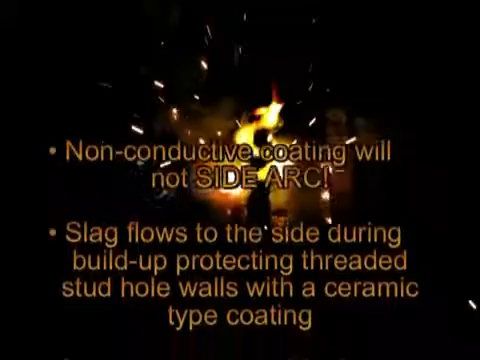 • Non-conductive coating will
not SIDE ARC!
• Slag flows to the side during
build-up protecting threaded
stud hole walls with a ceramic
type coating